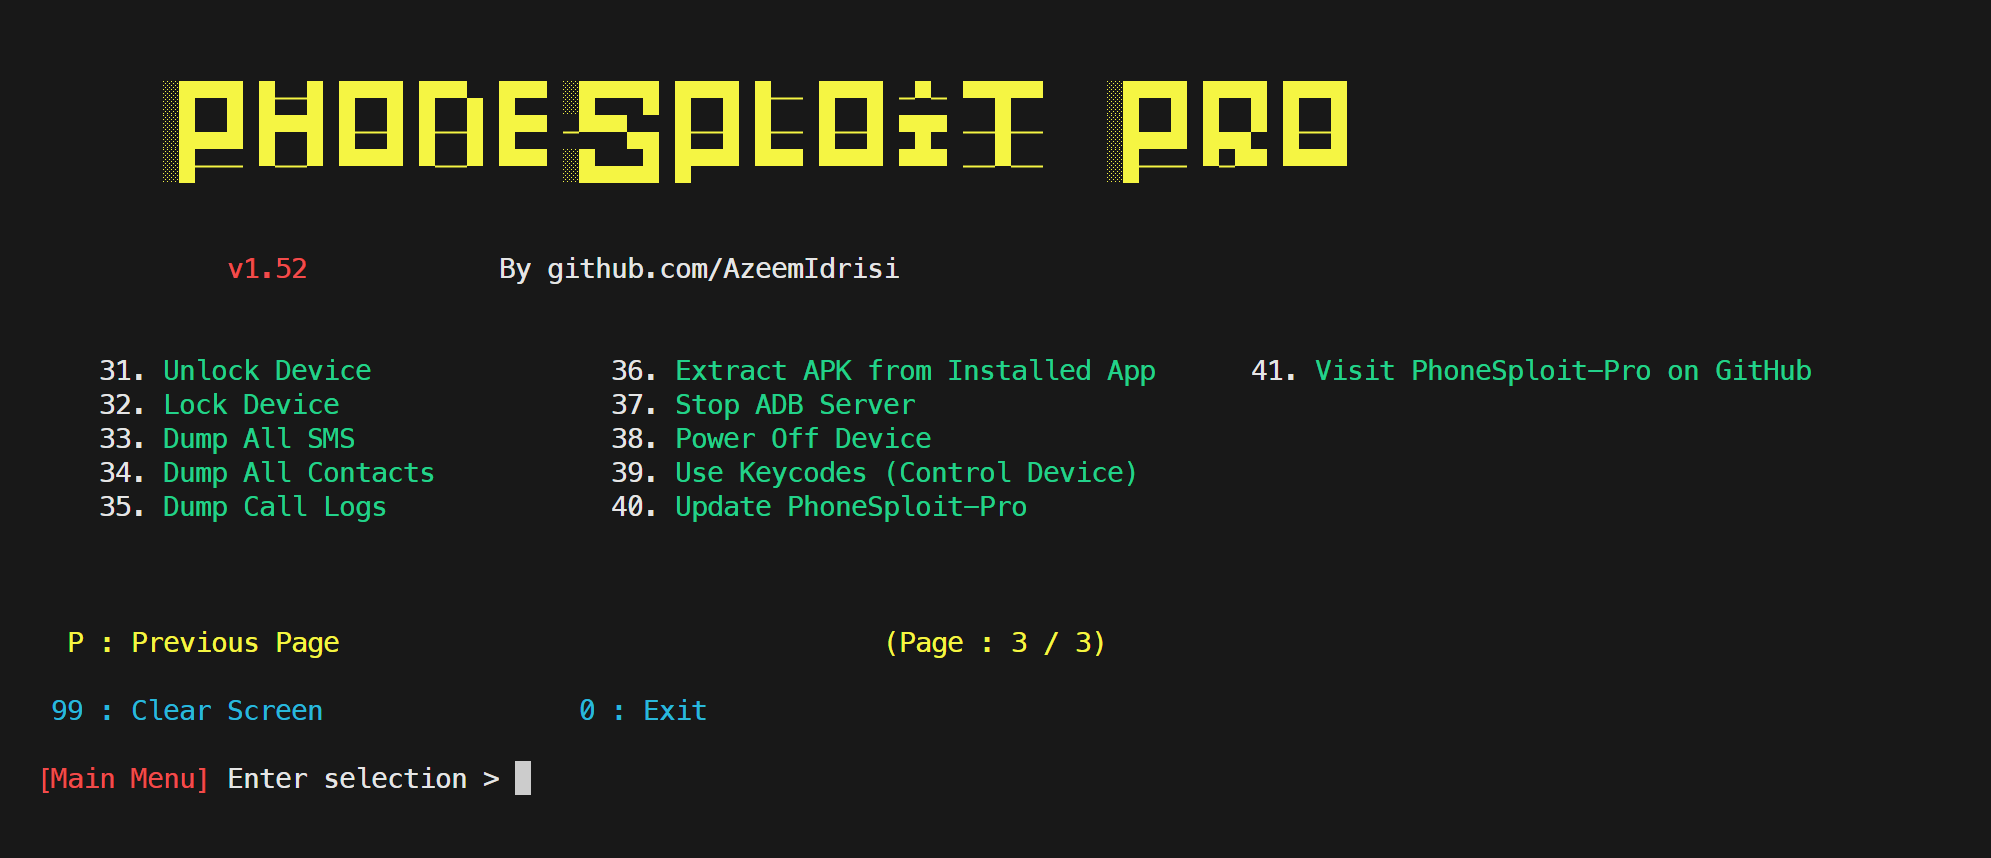 PHONESPLOIT PRO
v1.52 By github.com/AzeemIdrisi
31. Unlock Device 36. Extract APK from Installed App 41. Visit PhoneSploit-Pro on GitHub
32. Lock Device 37. Stop ADB Server
33. Dump All SMS 38. Power Off Device
34. Dump All Contacts 39. Use Keycodes (Control Device)
35. Dump Call Logs 40. Update PhoneSploit-Pro
P : Previous Page (Page : 3 / 3)
99 : Clear Screen 0 : Exit
[Main Menu] Enter selection >